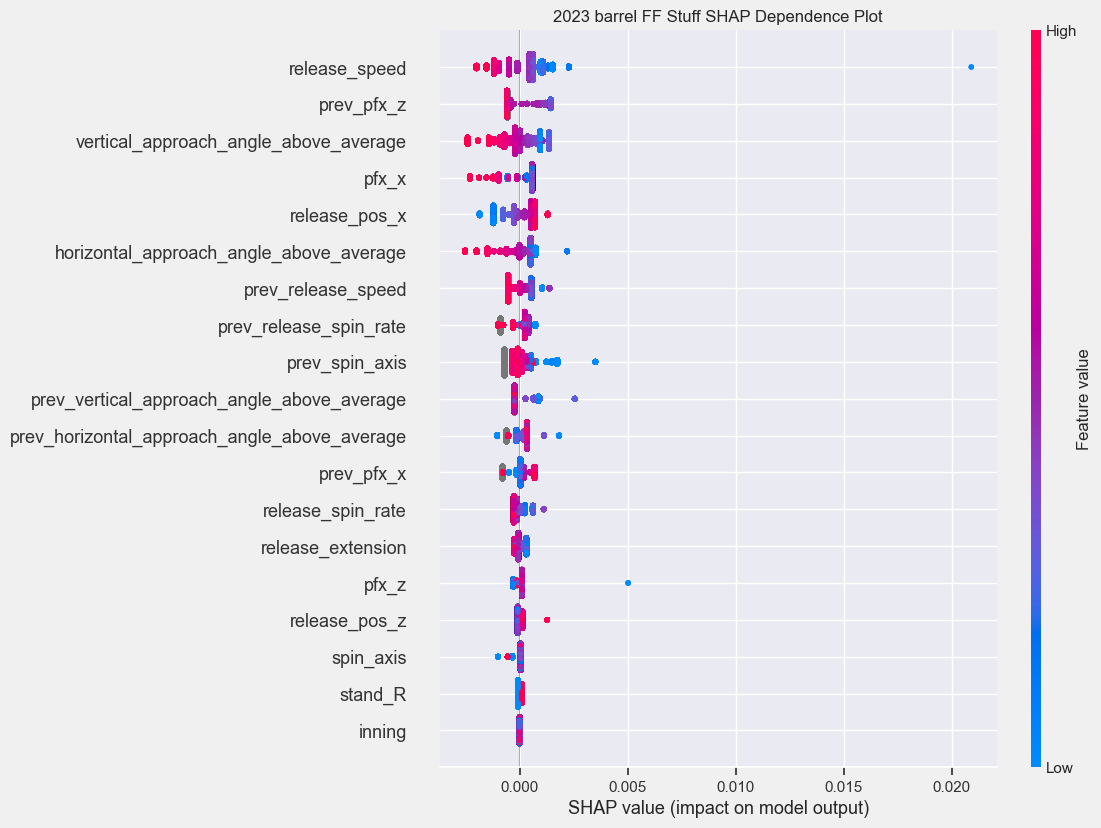 2023 barrel FF Stuff SHAP Dependence Plot
High
release_speed
prev_pfx_z
vertical_approach_angle_above_average
pfx_x
release_pos_x
horizontal_approach_angle_above_average
prev_release_speed
prev_release_spin_rate
prev_spin_axis
prev_vertical_approach_angle_above_average
prev_horizontal_approach_angle_above_average
prev_pfx_x
release_spin_rate
release_extension
pfx_z
release_pos_z
spin_axis
stand_R
inning
Feature value
Low
0.000 0.005 0.010 0.015 0.020
SHAP value (impact on model output)